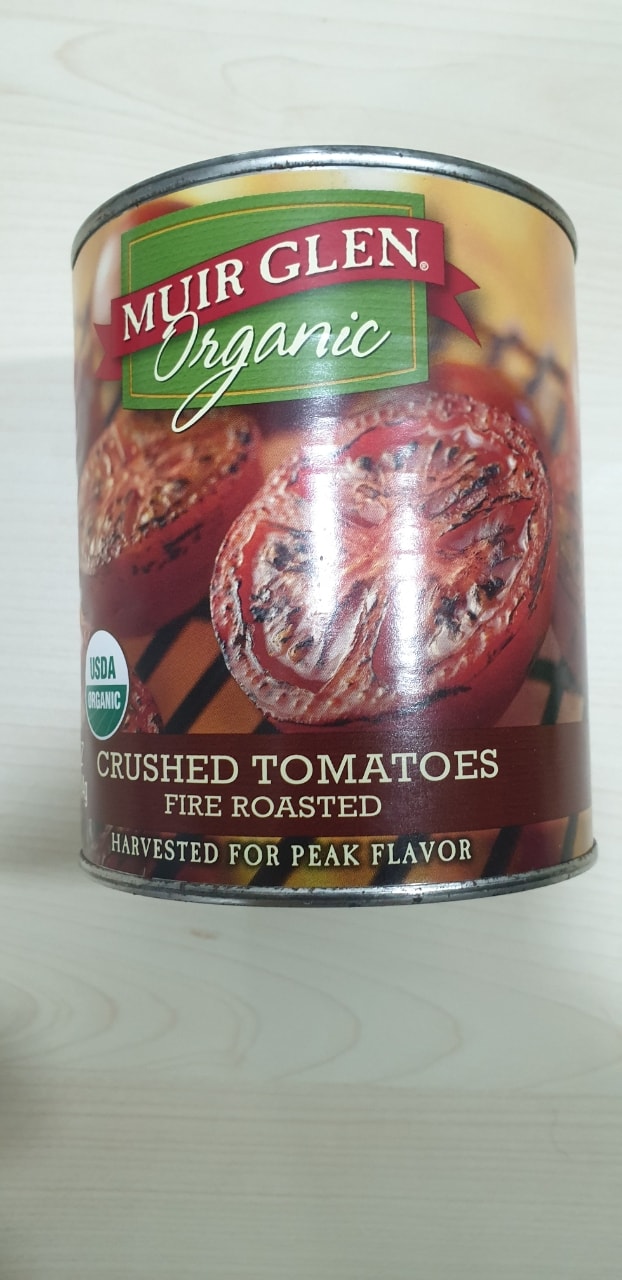 MUIR GLEN®
Organic
USDA
ORGANIC
CRUSHED TOMATOES
FIRE ROASTED
HARVESTED FOR PEAK FLAVOR